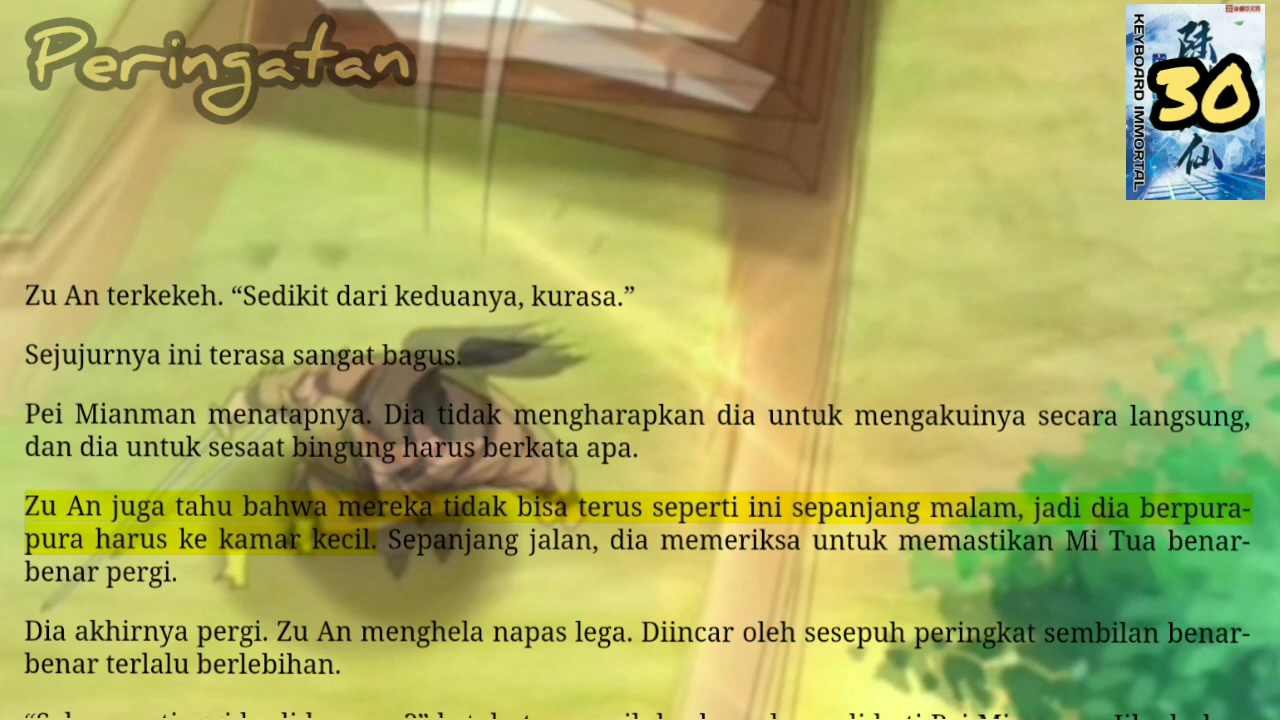 Peringatan
KEYBOARD IMMORTAL
陆
30
仙
Zu An terkekeh. “Sedikit dari keduanya, kurasa.”
Sejujurnya ini terasa sangat bagus.
Pei Mianman menatapnya. Dia tidak mengharapkan dia untuk mengakuinya secara langsung,
dan dia untuk sesaat bingung harus berkata apa.
Zu An juga tahu bahwa mereka tidak bisa terus seperti ini sepanjang malam, jadi dia berpura-
pura harus ke kamar kecil. Sepanjang jalan, dia memeriksa untuk memastikan Mi Tua benar-
benar pergi.
Dia akhirnya pergi. Zu An menghela napas lega. Diincar oleh sesepuh peringkat sembilan benar-
benar terlalu berlebihan.